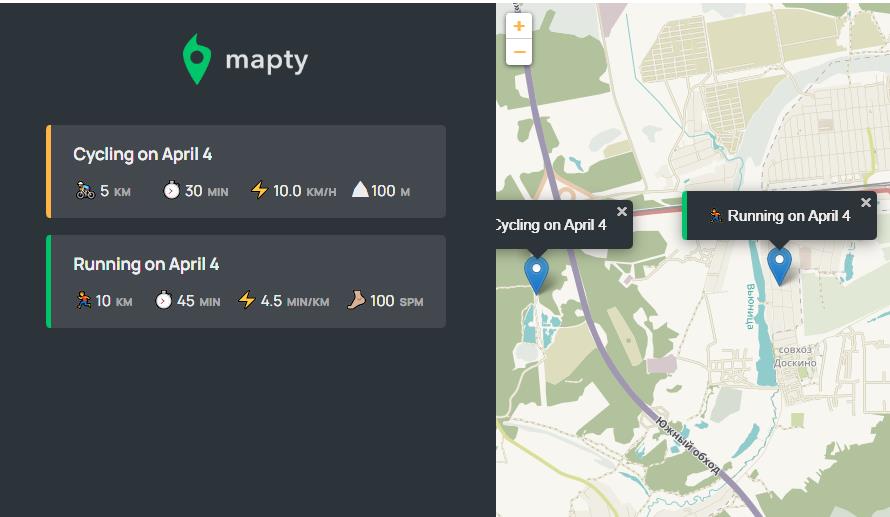 mapty
Cycling on April 4
5 KM 30 MIN 10.0 KM/H 100 M
Running on April 4
10 KM 45 MIN 4.5 MIN/KM 100 SPM
+
−
Cycling on April 4 ×
Running on April 4 ×
Вьюница
совхоз
Доскино
Южный обход